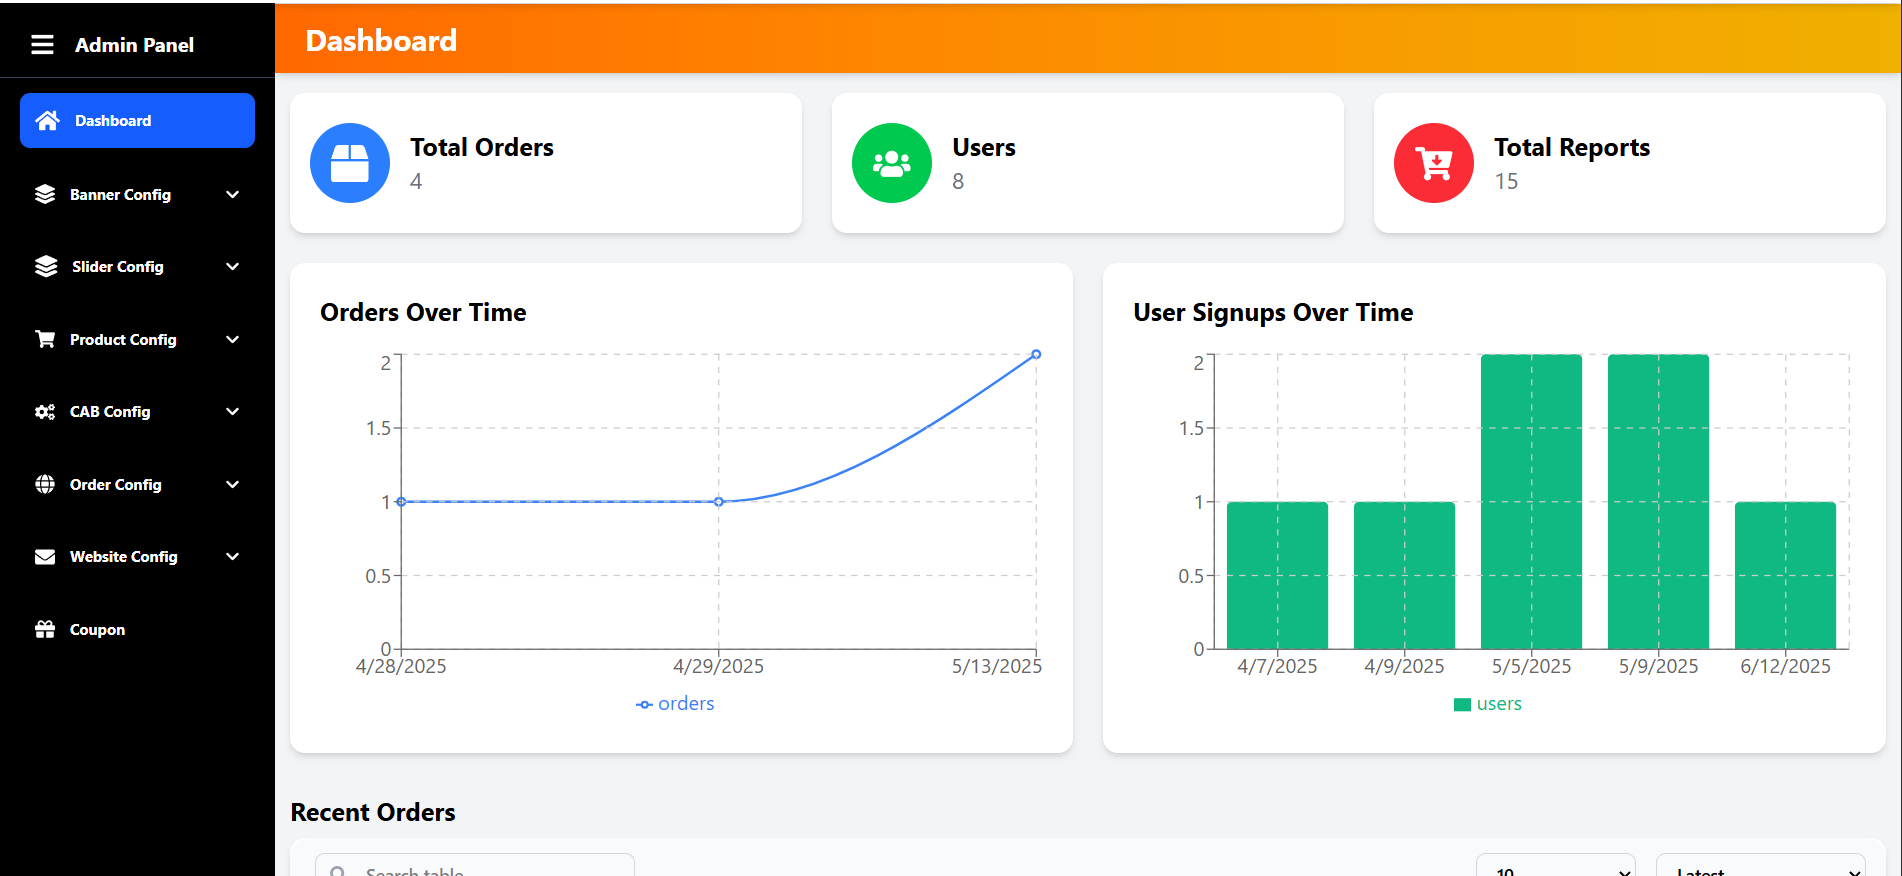 Admin Panel
Dashboard
Banner Config
Slider Config
Product Config
CAB Config
Order Config
Website Config
Coupon
Dashboard
Total Orders
4
Users
8
Total Reports
15
Orders Over Time
2
1.5
1
0.5
0
4/28/2025 4/29/2025 5/13/2025
orders
User Signups Over Time
2
1.5
1
0.5
0
4/7/2025 4/9/2025 5/5/2025 5/9/2025 6/12/2025
users
Recent Orders
Search table
10
Latest